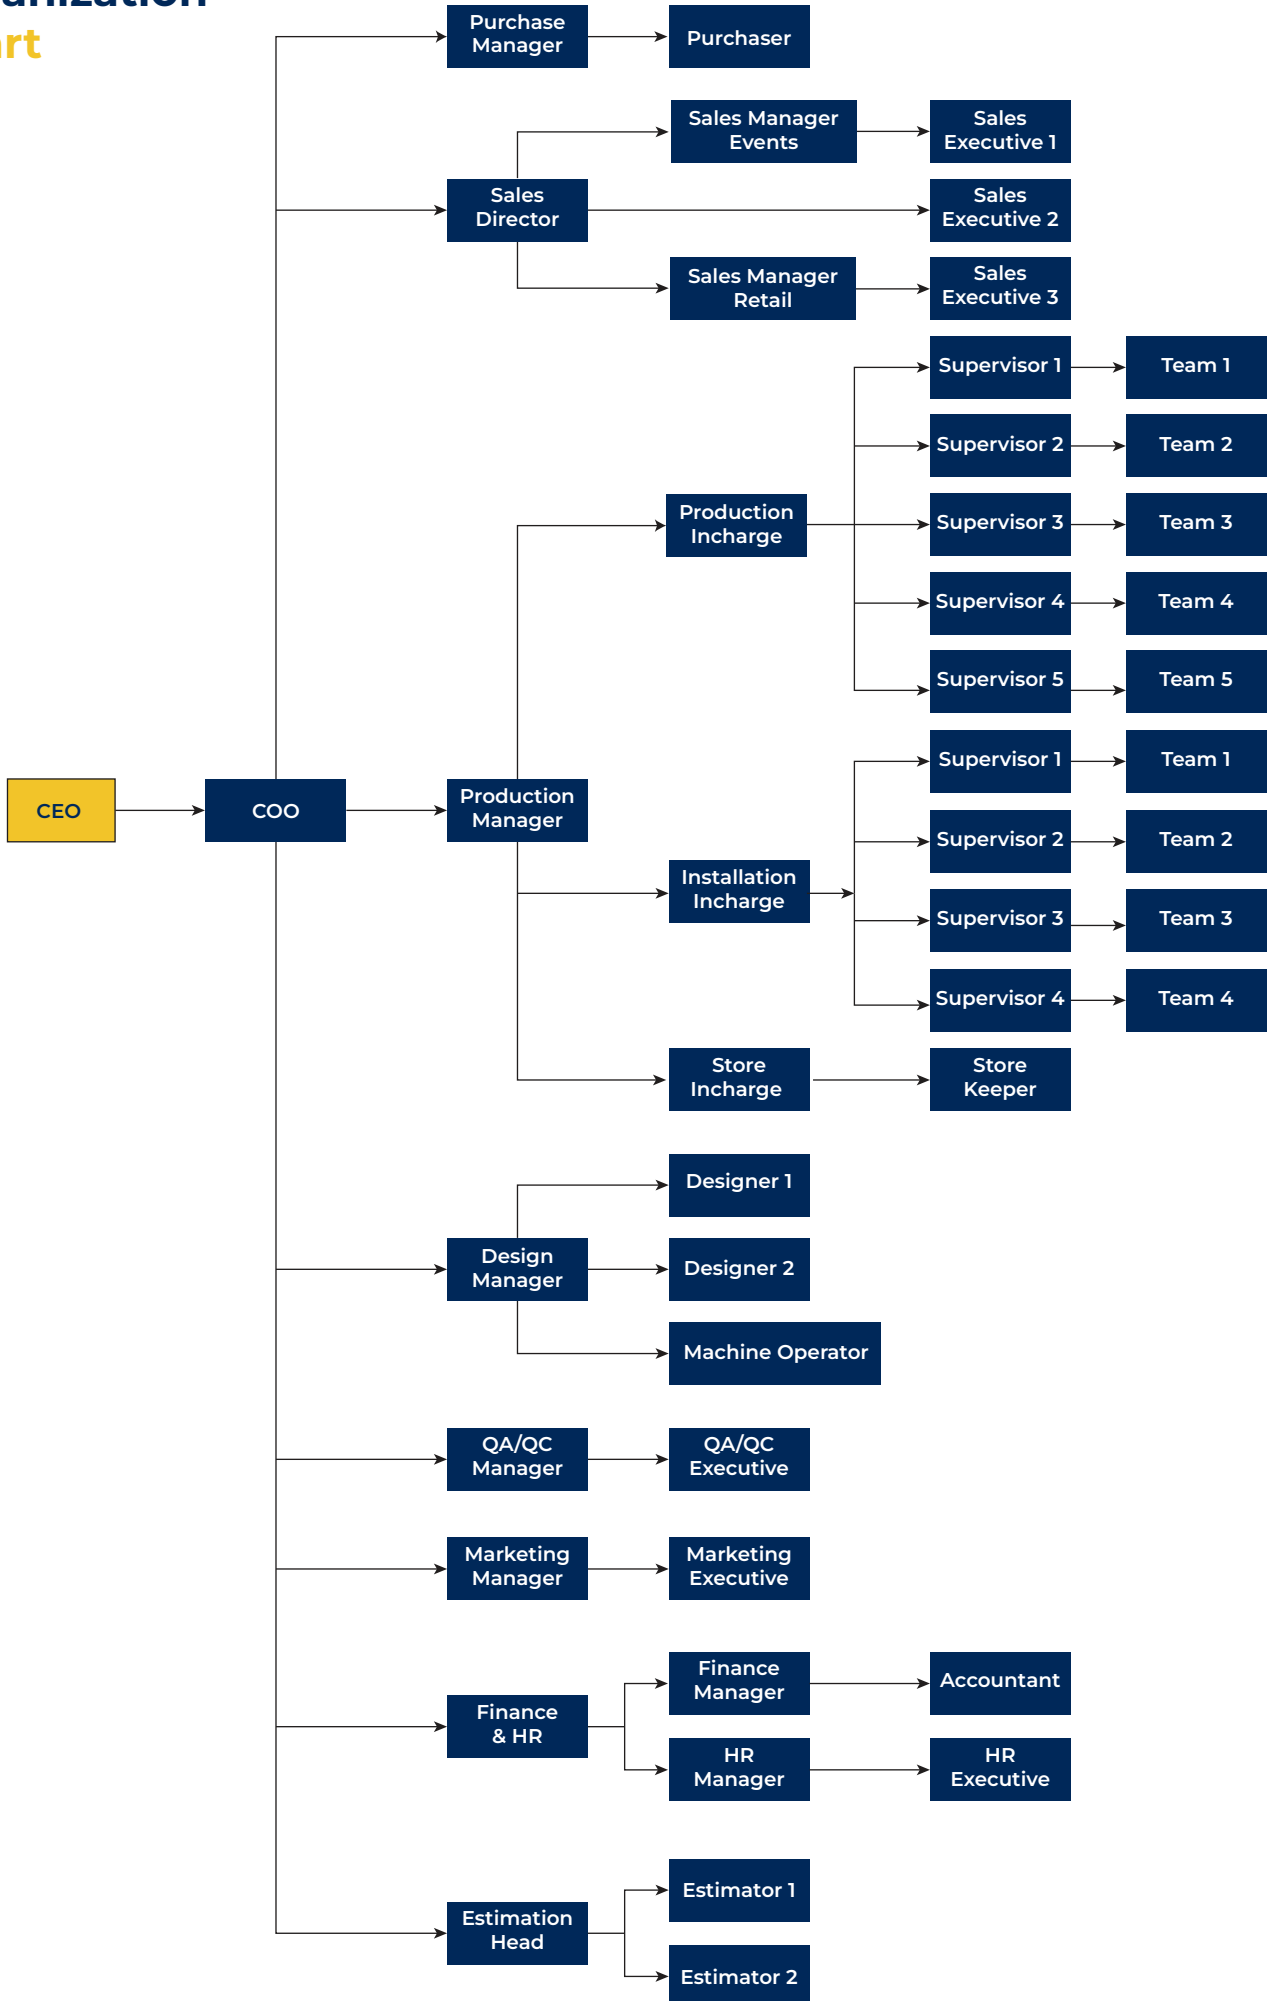 Purchase
Manager
Purchaser
Sales Manager
Events
Sales
Executive 1
Sales
Director
Sales
Executive 2
Sales Manager
Retail
Sales
Executive 3
Supervisor 1
Team 1
Supervisor 2
Team 2
Production
Incharge
Supervisor 3
Team 3
Supervisor 4
Team 4
Supervisor 5
Team 5
CEO
COO
Production
Manager
Supervisor 1
Team 1
Supervisor 2
Team 2
Installation
Incharge
Supervisor 3
Team 3
Supervisor 4
Team 4
Store
Incharge
Store
Keeper
Designer 1
Design
Manager
Designer 2
Machine Operator
QA/QC
Manager
QA/QC
Executive
Marketing
Manager
Marketing
Executive
Finance
& HR
Finance
Manager
Accountant
HR
Manager
HR
Executive
Estimation
Head
Estimator 1
Estimator 2